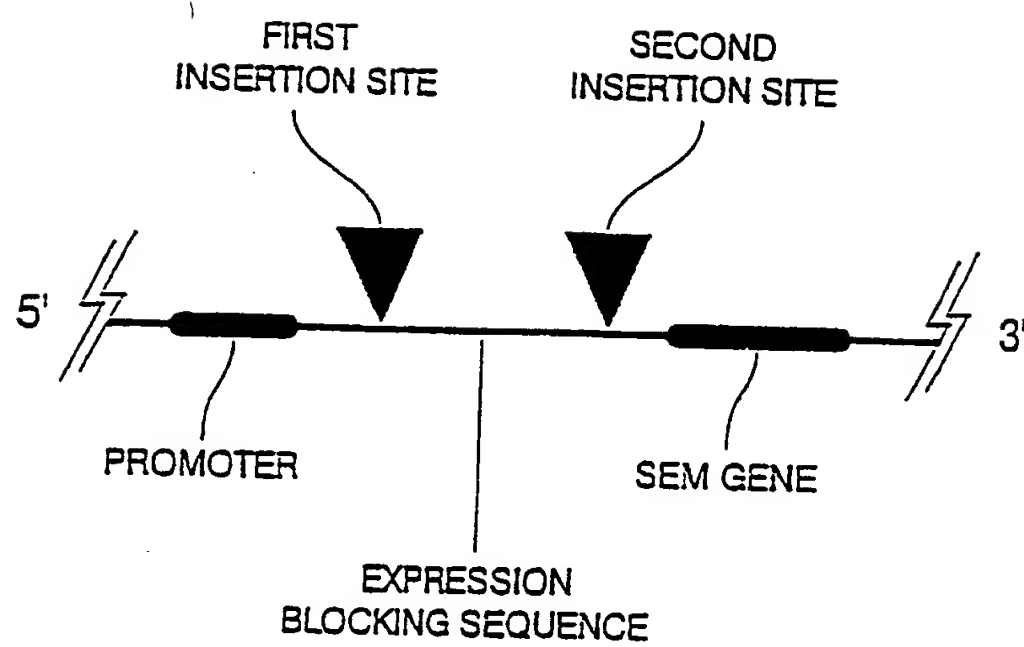 FIRST
INSERTION SITE
SECOND
INSERTION SITE
5'
3'
PROMOTER
SEM GENE
EXPRESSION
BLOCKING SEQUENCE